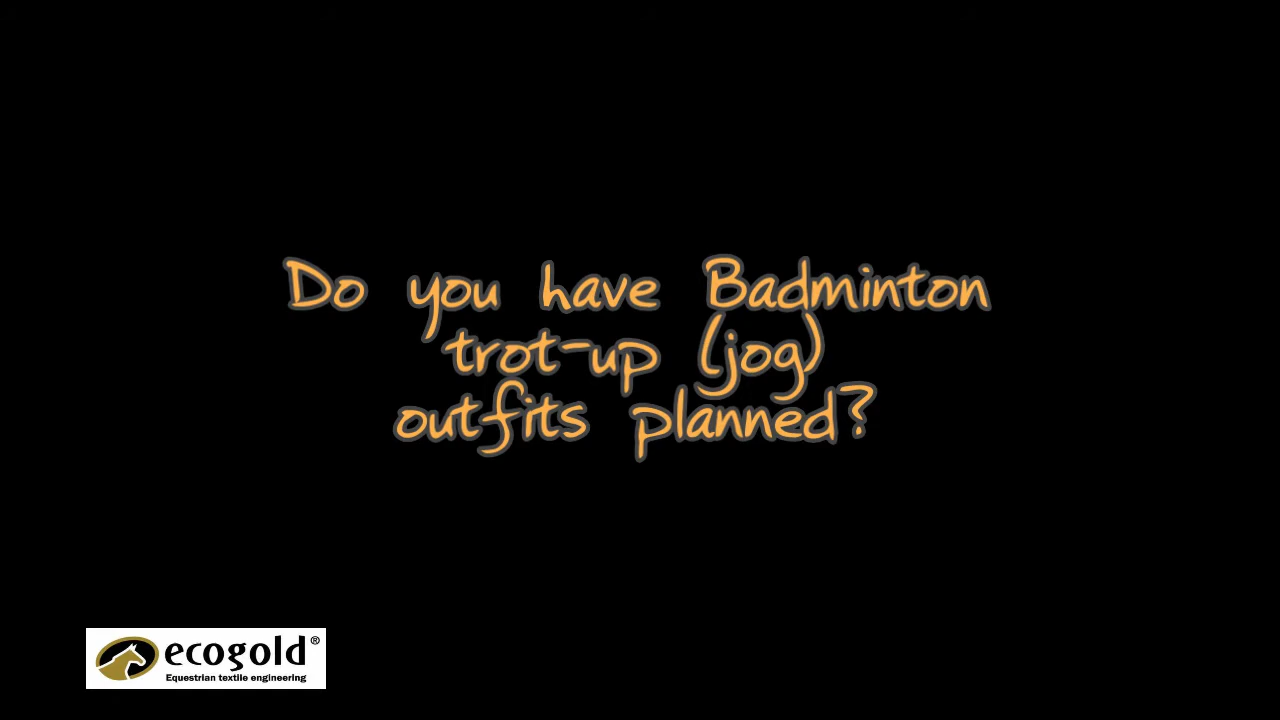 Do you have Badminton
trot-up (jog)
outfits planned?
ecogold®
Equestrian textile engineering